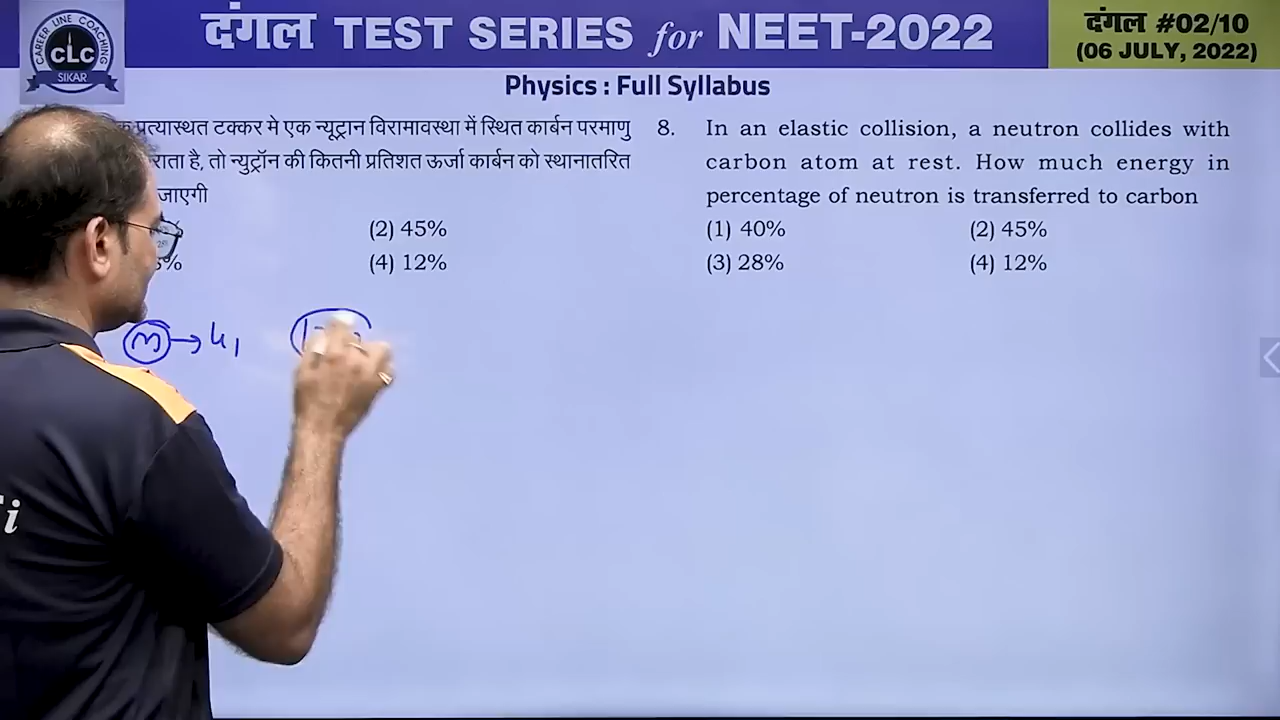 दंगल TEST SERIES for NEET-2022
दंगल #02/10
(06 JULY, 2022)
CAREER LINE COACHING
CLC
SIKAR
Physics : Full Syllabus
प्रत्यास्थत टक्कर मे एक न्यूट्रान विरामावस्था में स्थित कार्बन परमाणु
है, तो न्युट्रॉन की कितनी प्रतिशत ऊर्जा कार्बन को स्थानातरित
जाएगी
(2) 45%
(4) 12%
8. In an elastic collision, a neutron collides with
carbon atom at rest. How much energy in
percentage of neutron is transferred to carbon
(1) 40% (2) 45%
(3) 28% (4) 12%
m → u1
i